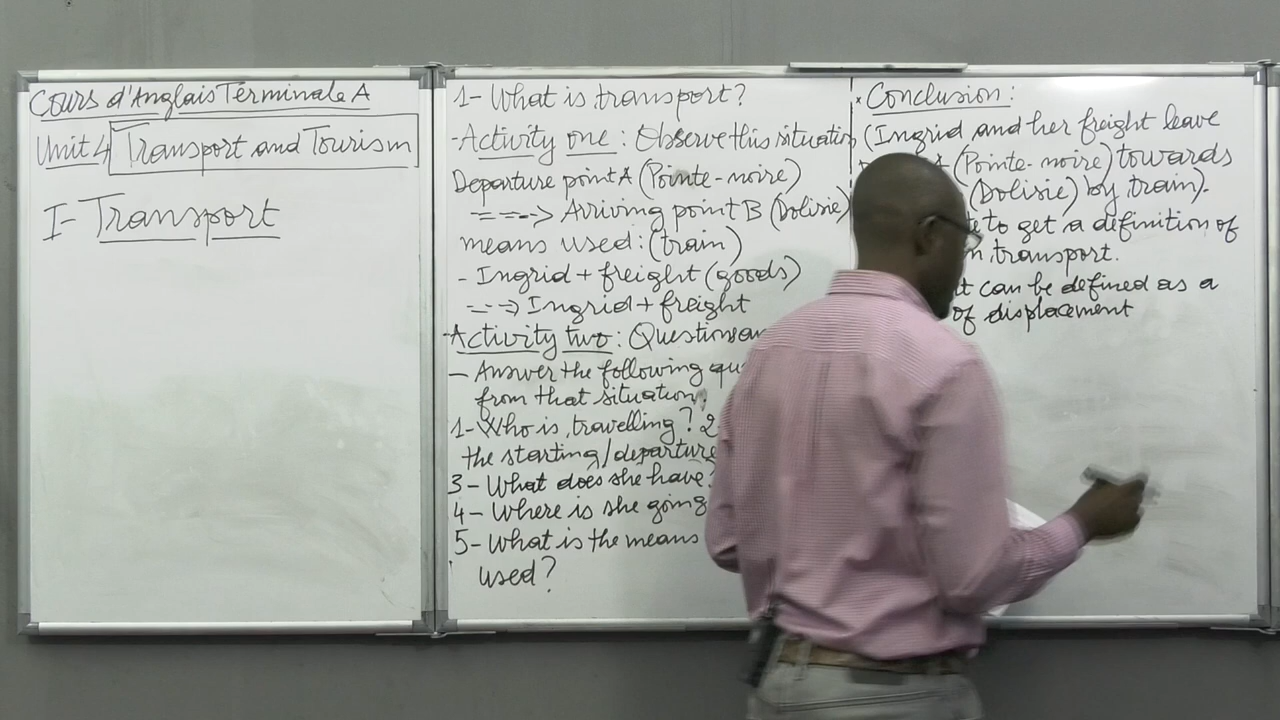 Cours d'Anglais Terminale A
Unit 4 Transport and Tourism
I- Transport
1- What is transport?
-Activity one : Observe this situation
Departure point A (Pointe-noire)
= = --> Arriving point B (Dolisie)
means used: (train)
- Ingrid + freight (goods)
- - -> Ingrid + freight
Activity two : Questions
- Answer the following
from that situation.
1- Who is travelling? 2
the starting/departure
3- What does she have?
4- Where is she going
5- What is the means
used?
* Conclusion :
(Ingrid and her freight leave
(Pointe-noire) towards
(Dolisie) by train).
to get a definition of
transport.
can be defined as a
of displacement